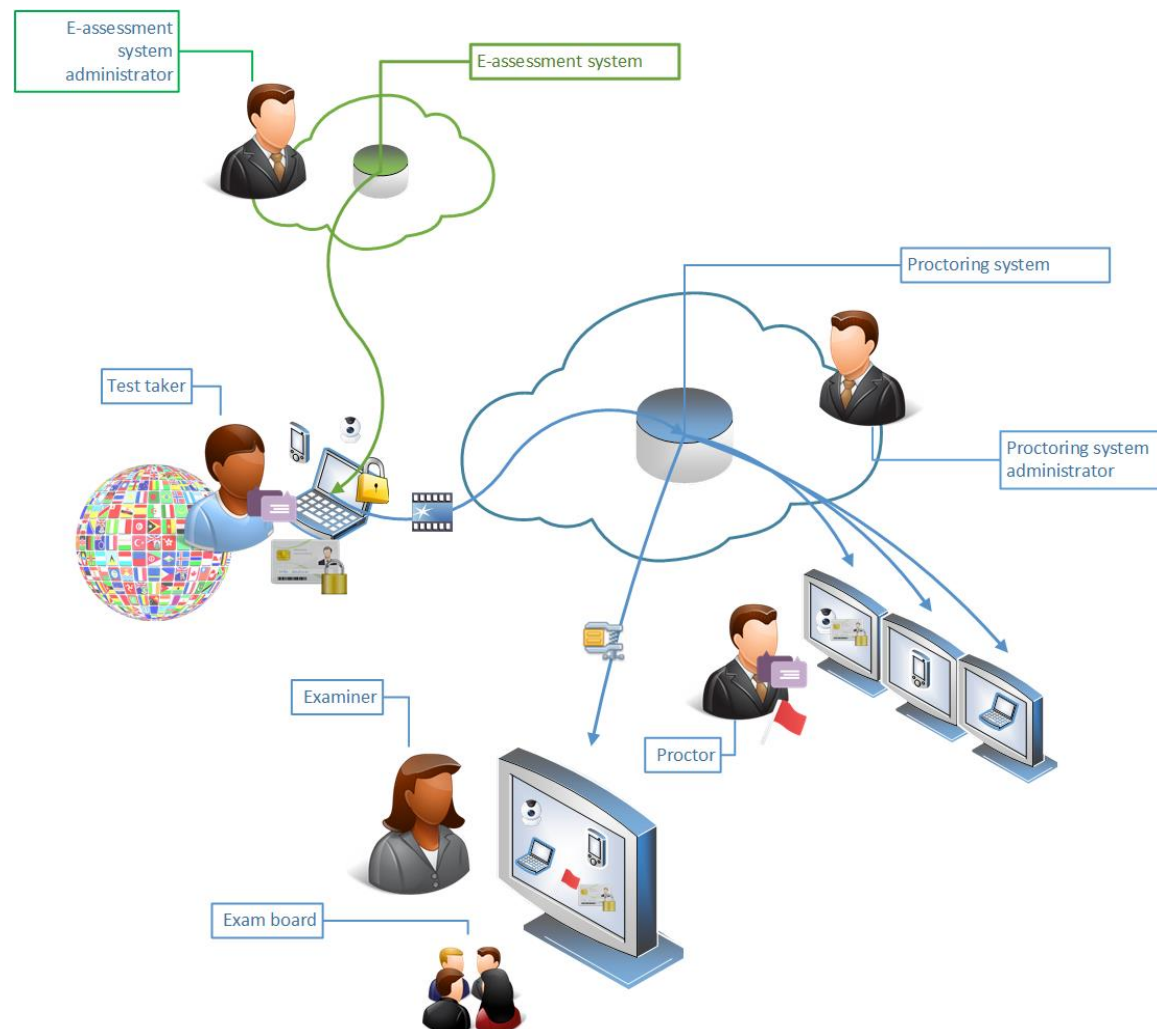 E-assessment
system
administrator
E-assessment system
Proctoring system
Test taker
Proctoring system
administrator
Examiner
Proctor
Exam board